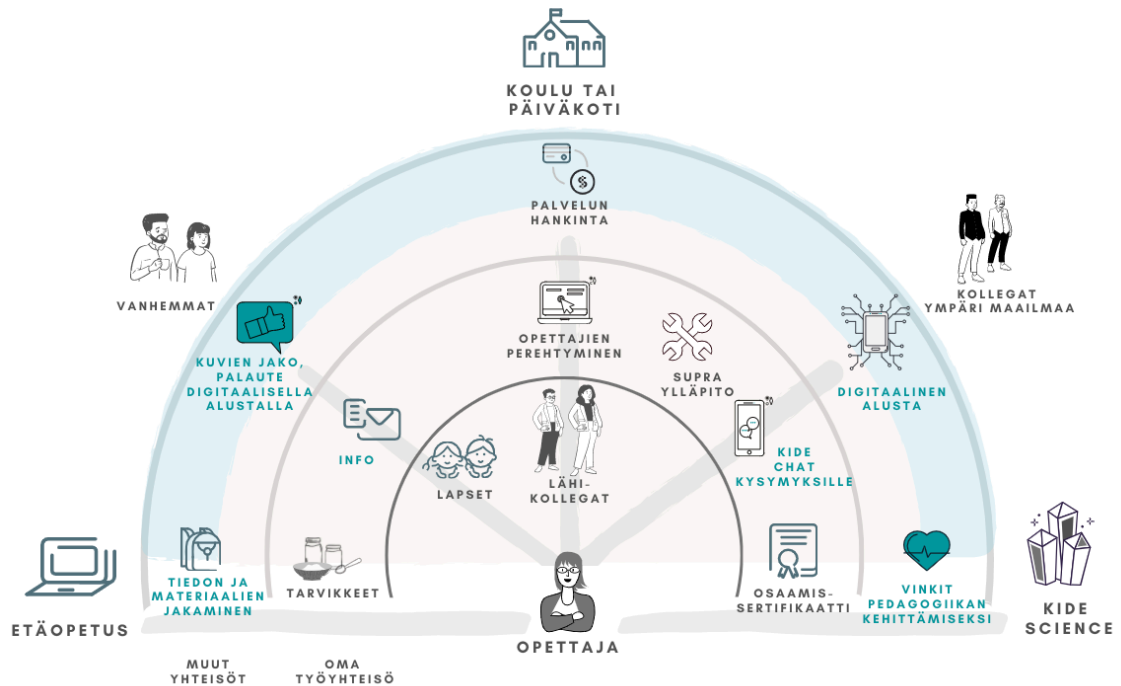 KOULU TAI
PÄIVÄKOTI
PALVELUN
HANKINTA
VANHEMMAT
KOLLEGAT
YMPÄRI MAAILMAA
KUVIEN JAKO,
PALAUTE
DIGITAALISELLA
ALUSTALLA
OPETTAJIEN
PEREHTYMINEN
SUPRA
YLLÄPITO
DIGITAALINEN
ALUSTA
INFO
LAPSET
LÄHI-
KOLLEGAT
KIDE
CHAT
KYSYMYKSILLE
TIEDON JA
MATERIAALIEN
JAKAMINEN
TARVIKKEET
OSAAMIS-
SERTIFIKAATTI
VINKIT
PEDAGOGIIKAN
KEHITTÄMISEKSI
ETÄOPETUS
OPETTAJA
KIDE
SCIENCE
MUUT
YHTEISÖT
OMA
TYÖYHTEISÖ